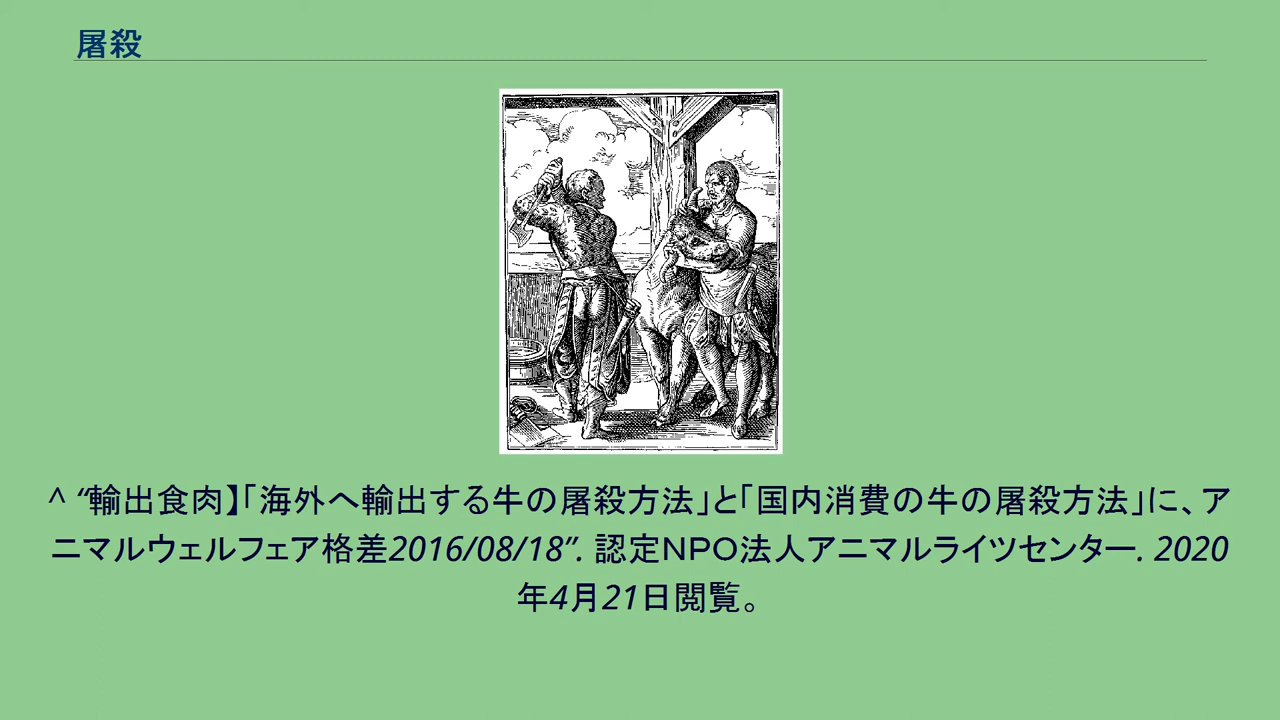 屠殺
^ “輸出食肉】「海外へ輸出する牛の屠殺方法」と「国内消費の牛の屠殺方法」に、ア
ニマルウェルフェア格差2016/08/18”. 認定NPO法人アニマルライツセンター. 2020
年4月21日閲覧。